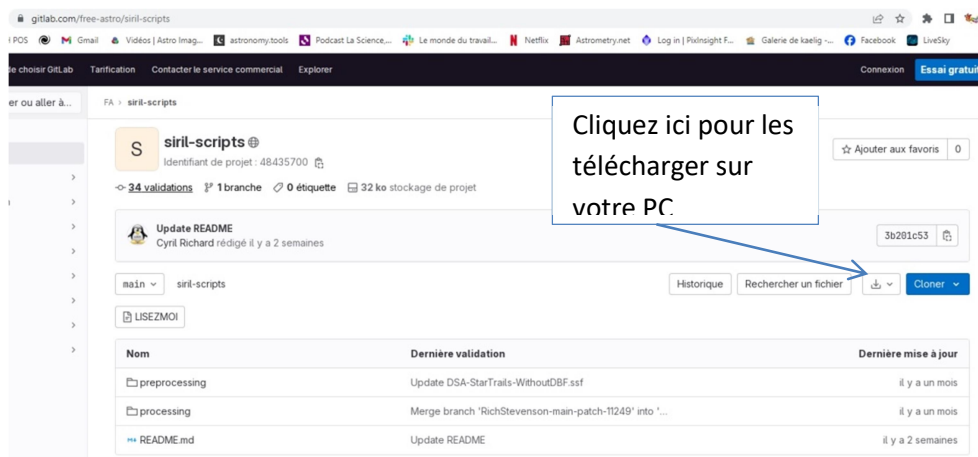 gitlab.com/free-astro/siril-scripts
POS Gmail Vidéos | Astro Imag... astronomy.tools Podcast La Science,... Le monde du travail... Netflix Astrometry.net Log in | PixInsight F... Galerie de kaelig -... Facebook LiveSky
de choisir GitLab Tarification Contacter le service commercial Explorer Connexion Essai gratuit
er ou aller à... FA > siril-scripts
Cliquez ici pour les
télécharger sur
votre PC
S siril-scripts
Identifiant de projet : 48435700
Ajouter aux favoris 0
34 validations 1 branche 0 étiquette 32 ko stockage de projet
Update README
Cyril Richard rédigé il y a 2 semaines
3b201c53
main siril-scripts Historique Rechercher un fichier Cloner
LISEZMOI
Nom Dernière validation Dernière mise à jour
preprocessing Update DSA-StarTrails-WithoutDBF.ssf il y a un mois
processing Merge branch 'RichStevenson-main-patch-11249' into '... il y a un mois
README.md Update README il y a 2 semaines